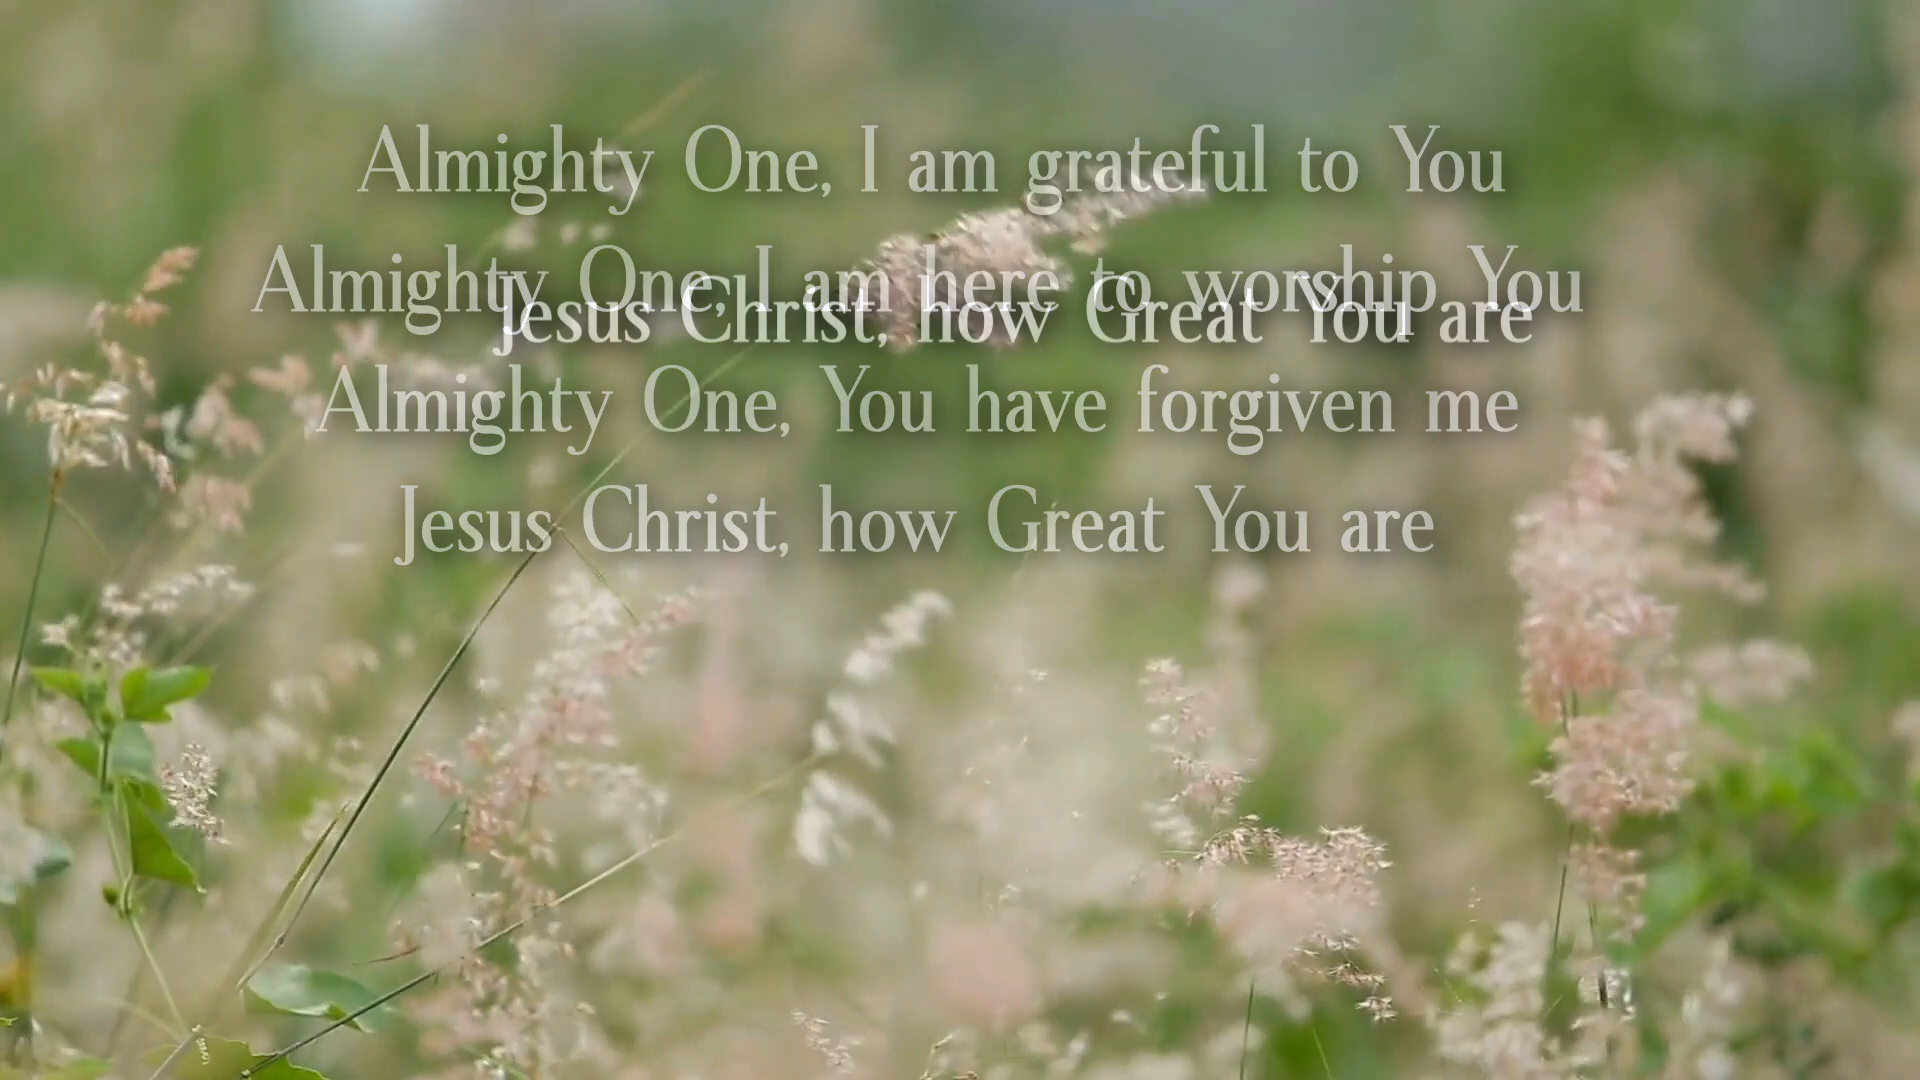 Almighty One, I am grateful to You
Almighty One, I am here to worship You
Jesus Christ, how Great You are
Almighty One, You have forgiven me
Jesus Christ, how Great You are